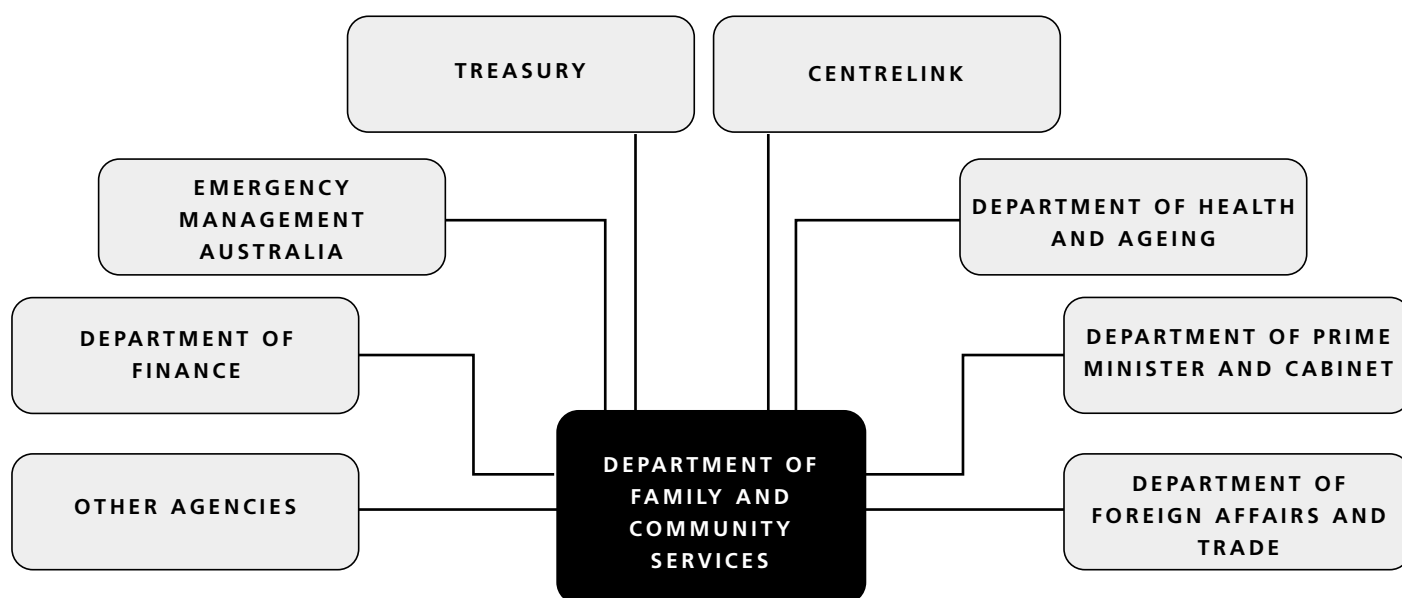 TREASURY
CENTRELINK
EMERGENCY
MANAGEMENT
AUSTRALIA
DEPARTMENT OF HEALTH
AND AGEING
DEPARTMENT OF
FINANCE
DEPARTMENT OF PRIME
MINISTER AND CABINET
OTHER AGENCIES
DEPARTMENT OF
FAMILY AND
COMMUNITY
SERVICES
DEPARTMENT OF
FOREIGN AFFAIRS AND
TRADE